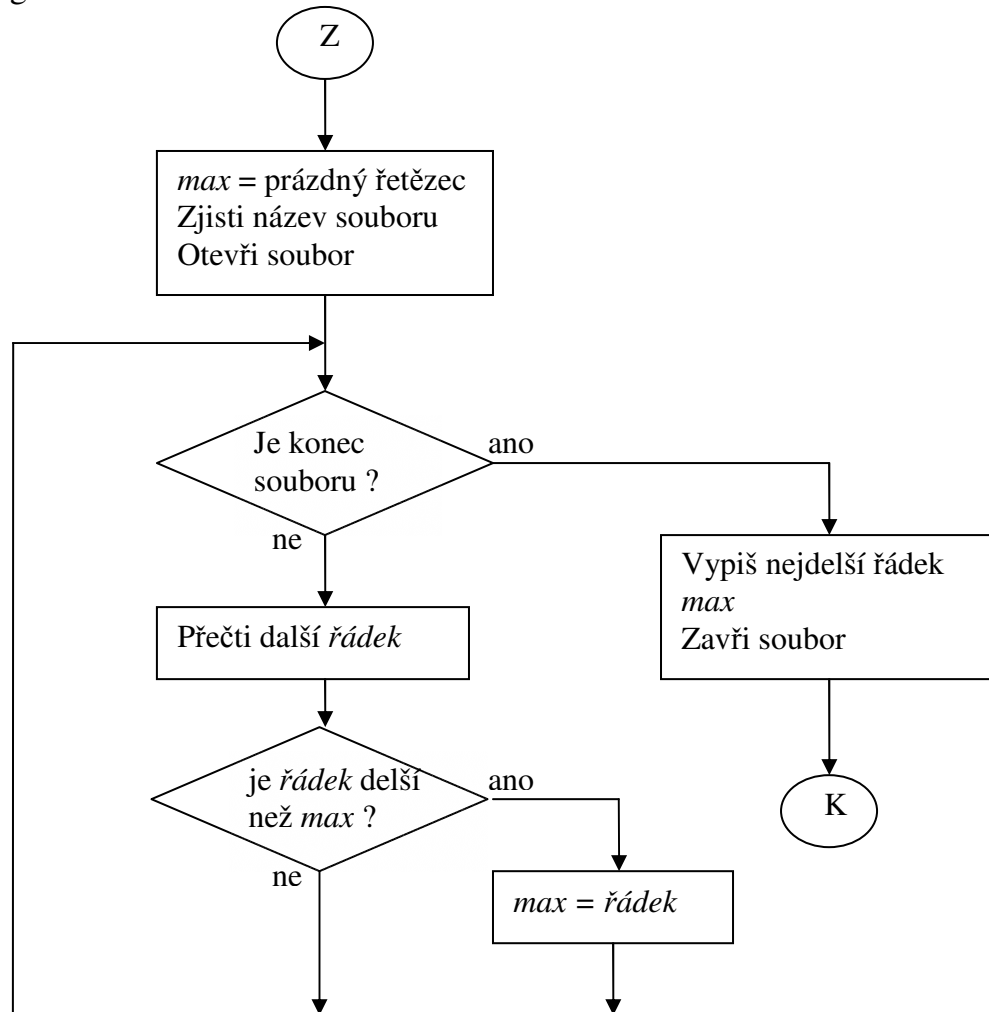 g
Z
max = prázdný řetězec
Zjisti název souboru
Otevři soubor
Je konec
souboru ?
ano
ne
Vypiš nejdelší řádek
max
Zavři soubor
Přečti další řádek
je řádek delší
než max ?
ano
K
ne
max = řádek